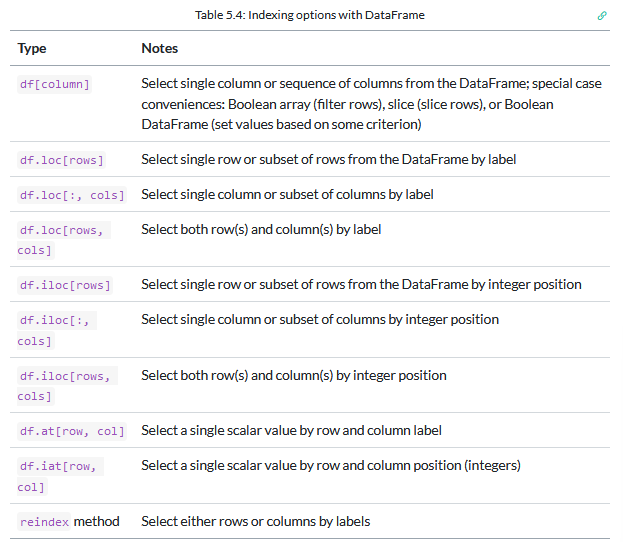 Table 5.4: Indexing options with DataFrame
Type Notes
df[column] Select single column or sequence of columns from the DataFrame; special case
conveniences: Boolean array (filter rows), slice (slice rows), or Boolean
DataFrame (set values based on some criterion)
df.loc[rows] Select single row or subset of rows from the DataFrame by label
df.loc[:, cols] Select single column or subset of columns by label
df.loc[rows, Select both row(s) and column(s) by label
cols]
df.iloc[rows] Select single row or subset of rows from the DataFrame by integer position
df.iloc[:, Select single column or subset of columns by integer position
cols]
df.iloc[rows, Select both row(s) and column(s) by integer position
cols]
df.at[row, col] Select a single scalar value by row and column label
df.iat[row, Select a single scalar value by row and column position (integers)
col]
reindex method Select either rows or columns by labels